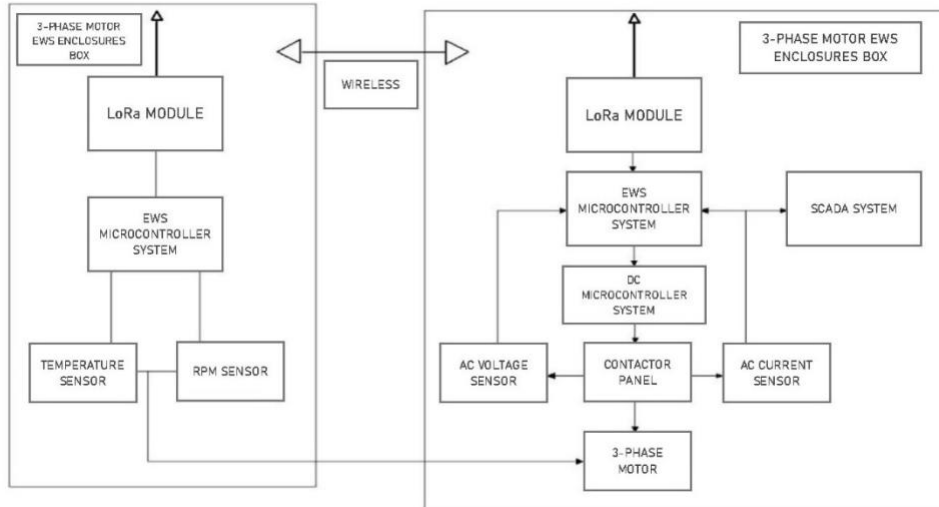 3-PHASE MOTOR
EWS ENCLOSURES
BOX
LoRa MODULE
EWS
MICROCONTROLLER
SYSTEM
TEMPERATURE
SENSOR
RPM SENSOR
WIRELESS
3-PHASE MOTOR EWS
ENCLOSURES BOX
LoRa MODULE
EWS
MICROCONTROLLER
SYSTEM
SCADA SYSTEM
DC
MICROCONTROLLER
SYSTEM
AC VOLTAGE
SENSOR
CONTACTOR
PANEL
AC CURRENT
SENSOR
3-PHASE
MOTOR